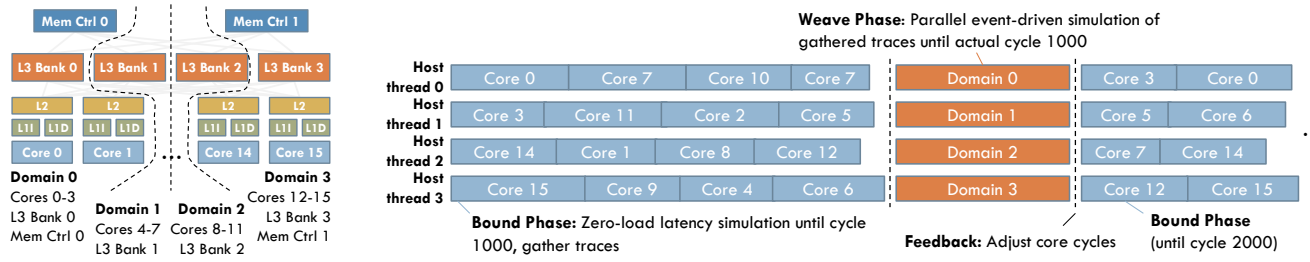 Mem Ctrl 0
Mem Ctrl 1
L3 Bank 0
L3 Bank 1
L3 Bank 2
L3 Bank 3
L2
L2
L2
L2
L1I
L1D
L1I
L1D
L1I
L1D
L1I
L1D
Core 0
Core 1
...
Core 14
Core 15
Domain 0
Cores 0-3
L3 Bank 0
Mem Ctrl 0
Domain 1
Cores 4-7
L3 Bank 1
Domain 2
Cores 8-11
L3 Bank 2
Domain 3
Cores 12-15
L3 Bank 3
Mem Ctrl 1
Weave Phase: Parallel event-driven simulation of
gathered traces until actual cycle 1000
Host
thread 0
Core 0
Core 7
Core 10
Core 7
Domain 0
Core 3
Core 0
Host
thread 1
Core 3
Core 11
Core 2
Core 5
Domain 1
Core 5
Core 6
Host
thread 2
Core 14
Core 1
Core 8
Core 12
Domain 2
Core 7
Core 14
Host
thread 3
Core 15
Core 9
Core 4
Core 6
Domain 3
Core 12
Core 15
.
Bound Phase: Zero-load latency simulation until cycle
1000, gather traces
Feedback: Adjust core cycles
Bound Phase
(until cycle 2000)